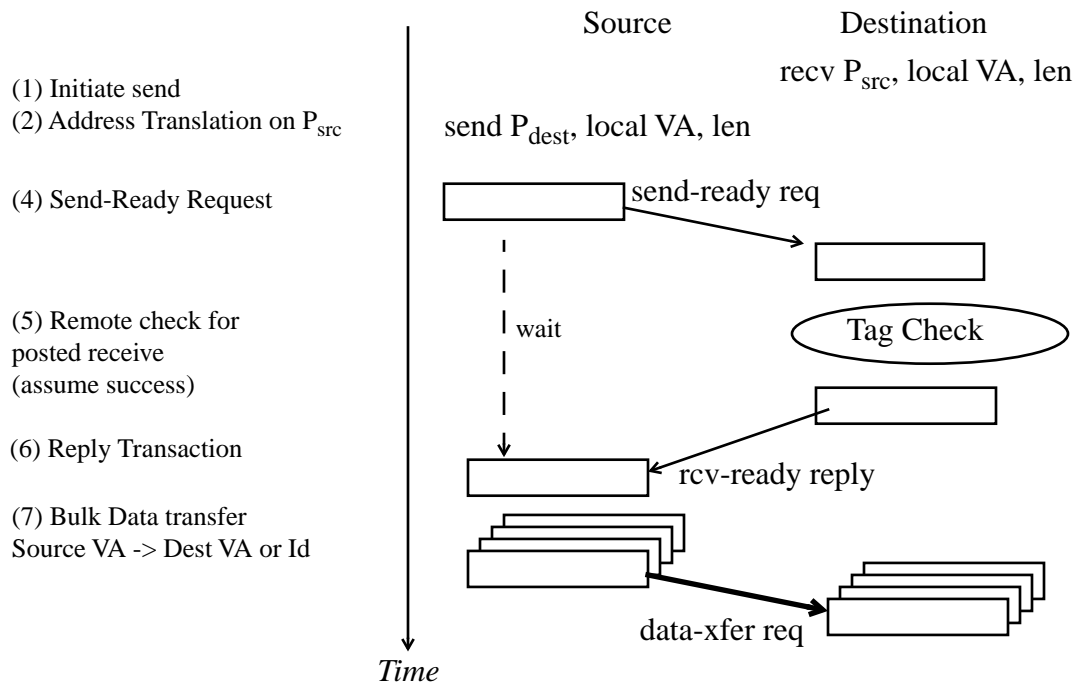 Source Destination
recv P_src, local VA, len
(1) Initiate send
(2) Address Translation on P_src
send P_dest, local VA, len
(4) Send-Ready Request
send-ready req
(5) Remote check for
posted receive
(assume success)
wait
Tag Check
(6) Reply Transaction
rcv-ready reply
(7) Bulk Data transfer
Source VA -> Dest VA or Id
data-xfer req
Time